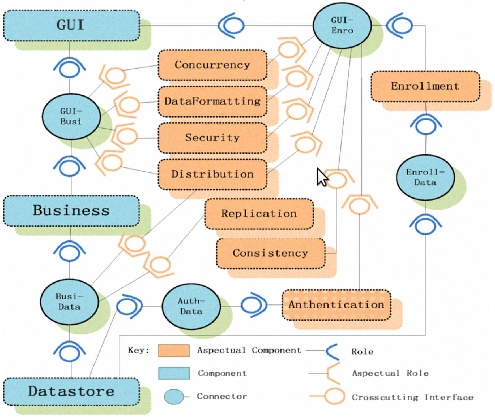 GUI
GUI-
Enro
Concurrency
DataFormatting
Security
Distribution
GUI-
Busi
Enrollment
Enroll-
Data
Business
Replication
Consistency
Busi-
Data
Auth-
Data
Authentication
Datastore
Key:
Aspectual Component
Role
Component
Aspectual Role
Connector
Crosscutting Interface